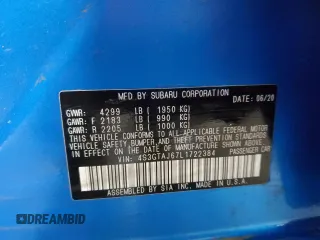 MFD BY SUBARU CORPORATION DATE: 06/20
GVWR: 4299 LB ( 1950 KG)
GAWR: F 2183 LB ( 990 KG)
GAWR: R 2205 LB ( 1000 KG)
THIS VEHICLE CONFORMS TO ALL APPLICABLE FEDERAL MOTOR
VEHICLE SAFETY, BUMPER, AND THEFT PREVENTION STANDARDS
IN EFFECT ON THE DATE OF MANUFACTURE SHOWN ABOVE.
VIN: 4S3GTAJ67L1722384 PASSENGER CAR
ASSEMBLED BY SIA INC. MADE IN U.S.A.
DREAMBID